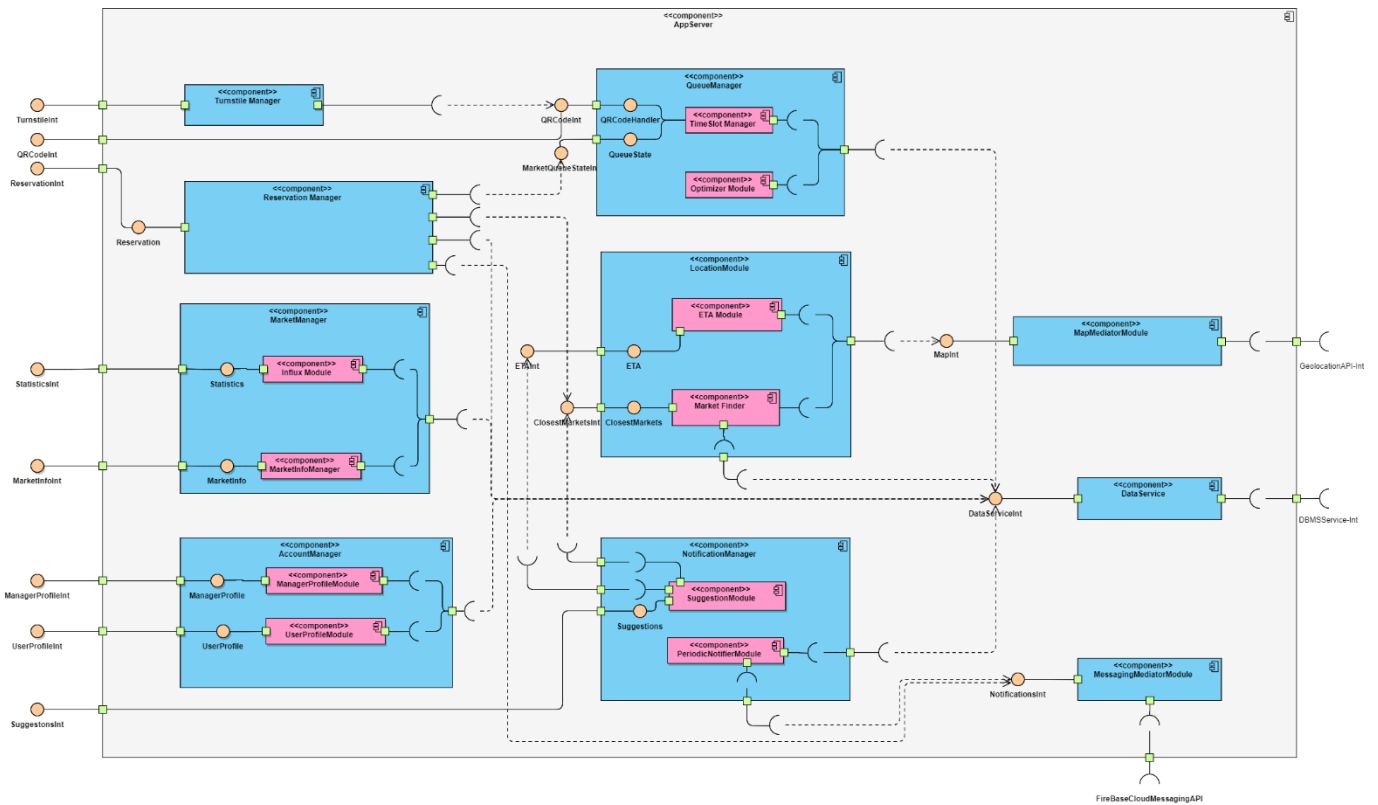 <<component>>
AppServer
<<component>>
Turnstile Manager
TurnstileInt
QRCodeInt
ReservationInt
<<component>>
QueueManager
QRCodeInt
QRCodeHandler
<<component>>
TimeSlot Manager
MarketQueueStateIn
QueueState
<<component>>
Optimizer Module
<<component>>
Reservation Manager
Reservation
<<component>>
LocationModule
<<component>>
ETA Module
ETAInt
ETA
<<component>>
Market Finder
ClosestMarketsInt
ClosestMarkets
MapInt
<<component>>
MapMediatorModule
GeolocationAPI-Int
<<component>>
MarketManager
<<component>>
Influx Module
StatisticsInt
Statistics
<<component>>
MarketInfoManager
MarketInfoInt
MarketInfo
DataServiceInt
<<component>>
DataService
DBMSService-Int
<<component>>
AccountManager
<<component>>
ManagerProfileModule
ManagerProfileInt
ManagerProfile
<<component>>
UserProfileModule
UserProfileInt
UserProfile
<<component>>
NotificationManager
<<component>>
SuggestionModule
Suggestions
<<component>>
PeriodicNotifierModule
SuggestonsInt
NotificationsInt
<<component>>
MessagingMediatorModule
FireBaseCloudMessagingAPI